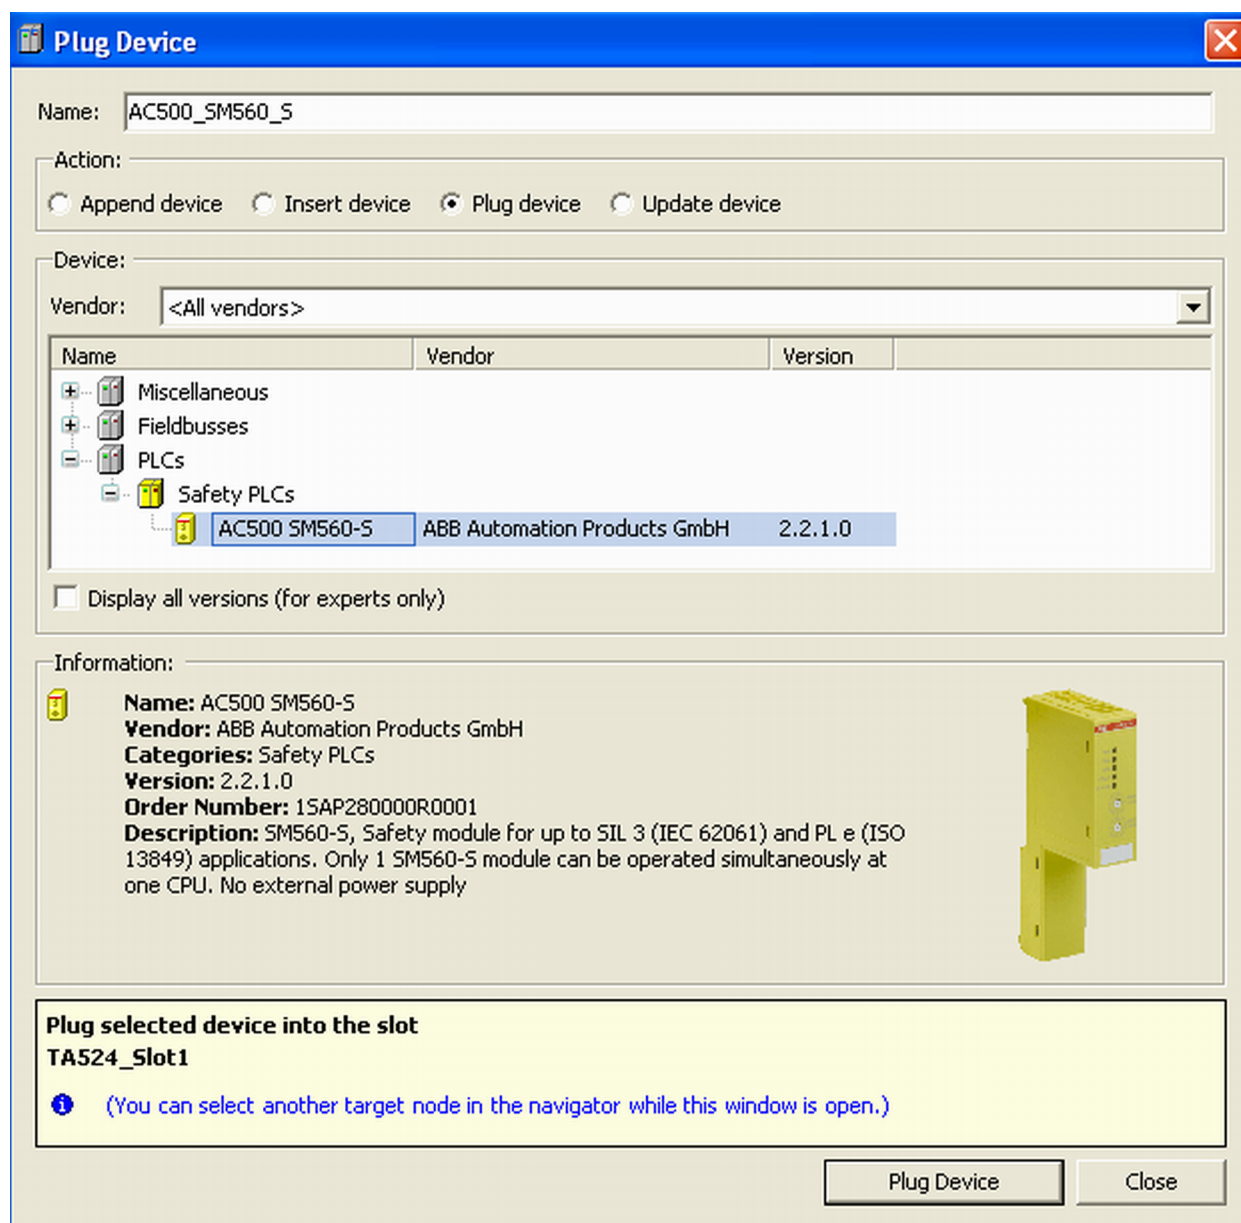 Plug Device
Name: AC500_SM560_S
Action:
Append device Insert device Plug device Update device
Device:
Vendor: <All vendors>
Name Vendor Version
Miscellaneous
Fieldbusses
PLCs
Safety PLCs
AC500 SM560-S ABB Automation Products GmbH 2.2.1.0
Display all versions (for experts only)
Information:
Name: AC500 SM560-S
Vendor: ABB Automation Products GmbH
Categories: Safety PLCs
Version: 2.2.1.0
Order Number: 1SAP280000R0001
Description: SM560-S, Safety module for up to SIL 3 (IEC 62061) and PL e (ISO
13849) applications. Only 1 SM560-S module can be operated simultaneously at
one CPU. No external power supply
Plug selected device into the slot
TA524_Slot1
(You can select another target node in the navigator while this window is open.)
Plug Device Close